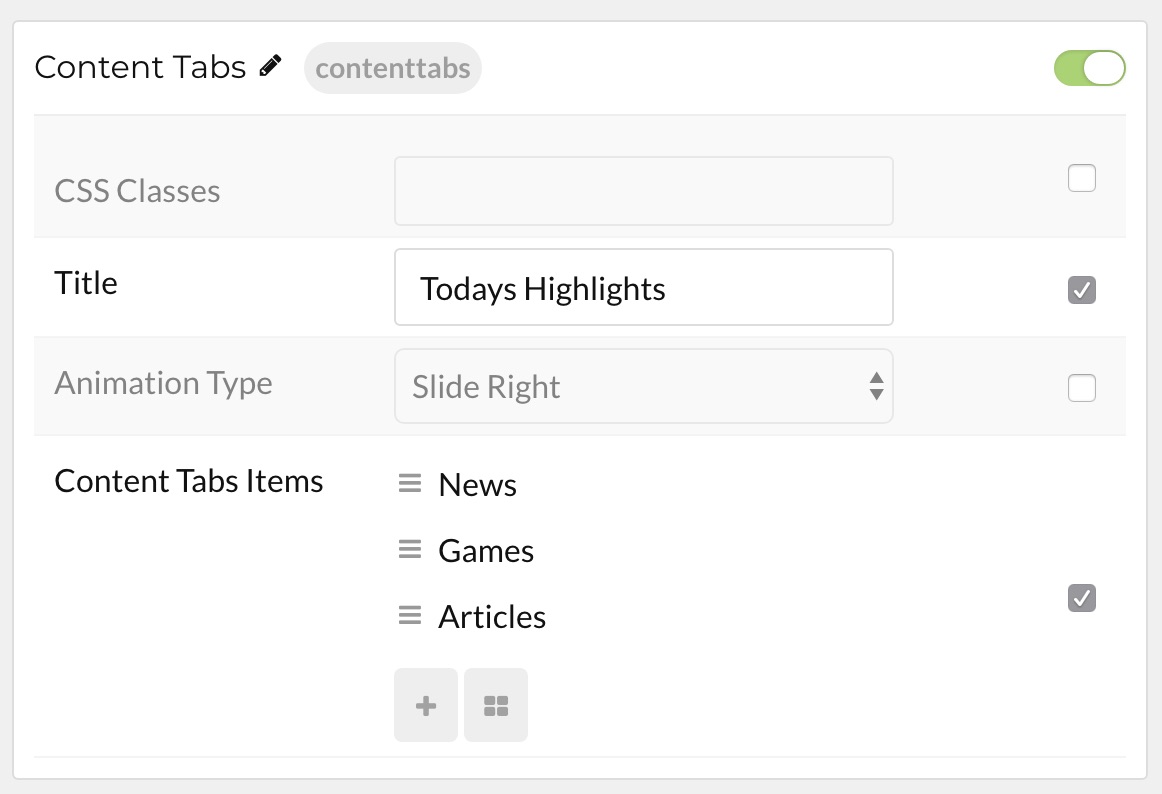 Content Tabs contenttabs
CSS Classes
Title Todays Highlights
Animation Type Slide Right
Content Tabs Items News
Games
Articles